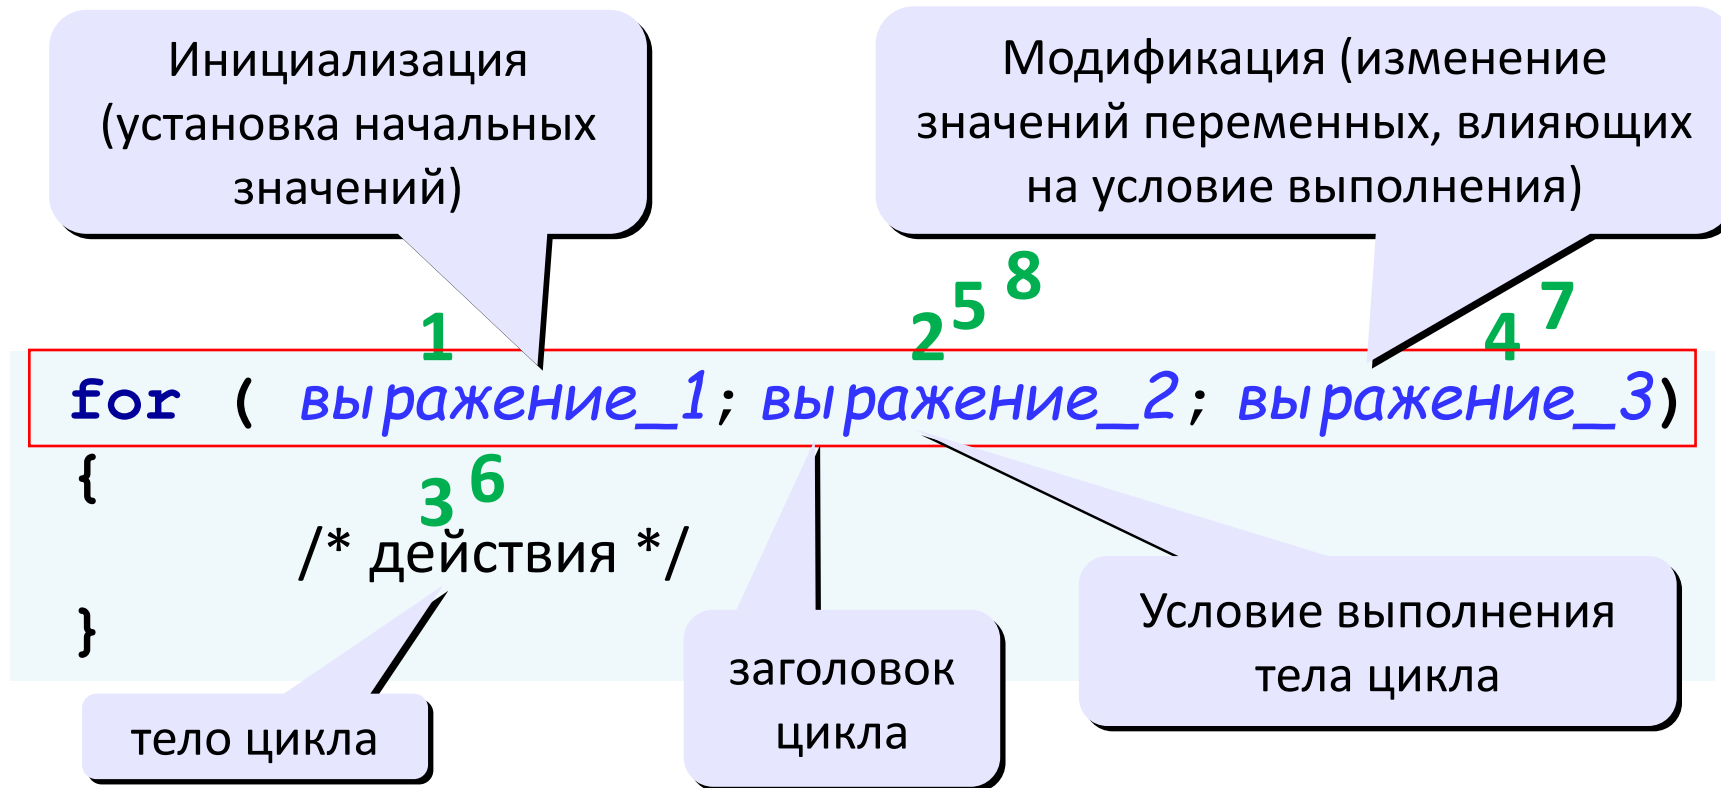 Инициализация
(установка начальных
значений)
Модификация (изменение
значений переменных, влияющих
на условие выполнения)
1
2 5 8
4 7
for ( выражение_1; выражение_2; выражение_3)
{
3 6
/* действия */
}
тело цикла
заголовок
цикла
Условие выполнения
тела цикла